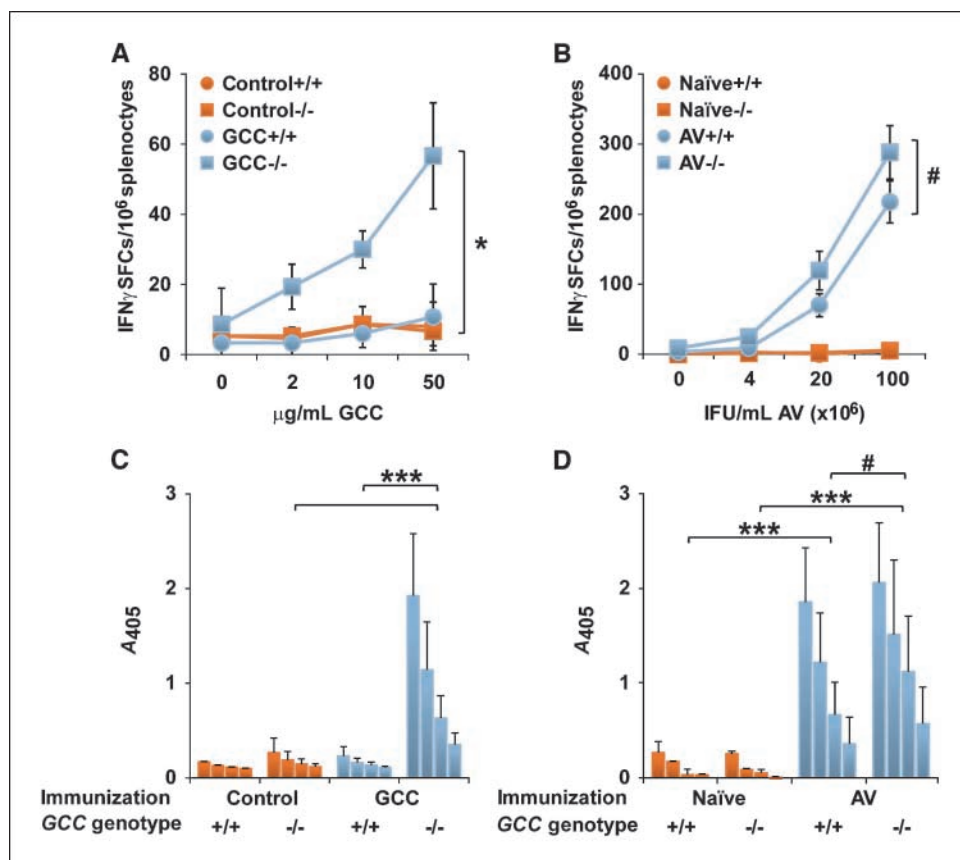 A
80
60
40
20
0
IFNγ SFCs/10⁶ splenoctyes
Control+/+
Control-/-
GCC+/+
GCC-/-
*
0 2 10 50
μg/mL GCC
B
400
300
200
100
0
IFNγ SFCs/10⁶ splenoctyes
Naïve+/+
Naïve-/-
AV+/+
AV-/-
#
0 4 20 100
IFU/mL AV (x10⁶)
C
3
2
1
0
A405
***
Immunization Control GCC
GCC genotype +/+ -/- +/+ -/-
D
3
2
1
0
A405
#
***
***
Immunization Naïve AV
GCC genotype +/+ -/- +/+ -/-